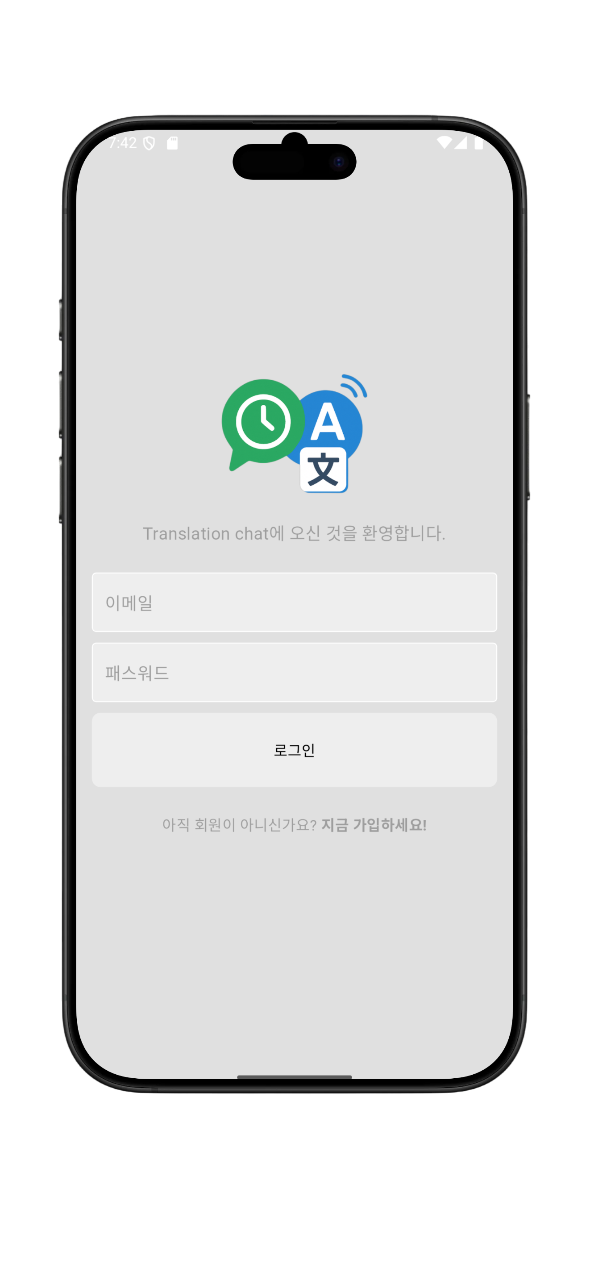 7:42
A
文
Translation chat에 오신 것을 환영합니다.
이메일
패스워드
로그인
아직 회원이 아니신가요? 지금 가입하세요!